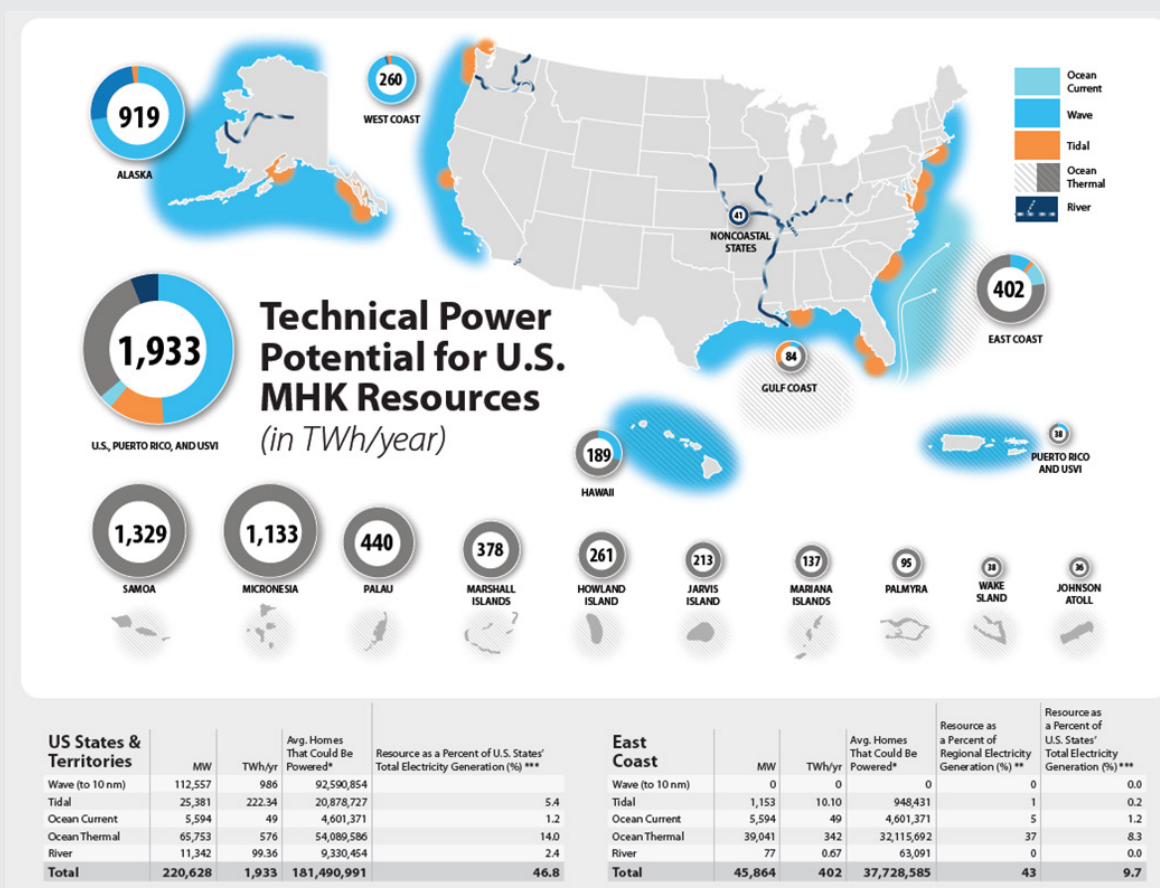 919
ALASKA
260
WEST COAST
Ocean
Current
Wave
Tidal
Ocean
Thermal
River
41
NONCOASTAL
STATES
402
EAST COAST
1,933
U.S., PUERTO RICO, AND USVI
Technical Power
Potential for U.S.
MHK Resources
(in TWh/year)
84
GULF COAST
189
HAWAII
38
PUERTO RICO
AND USVI
1,329
SAMOA
1,133
MICRONESIA
440
PALAU
378
MARSHALL
ISLANDS
261
HOWLAND
ISLAND
213
JARVIS
ISLAND
137
MARIANA
ISLANDS
95
PALMYRA
38
WAKE
SLAND
36
JOHNSON
ATOLL
US States &
Territories
MW
TWh/yr
Avg. Homes
That Could Be
Powered*
Resource as a Percent of U.S. States'
Total Electricity Generation (%) ***
Wave (to 10 nm) 112,557 986 92,590,854
Tidal 25,381 222.34 20,878,727 5.4
Ocean Current 5,594 49 4,601,371 1.2
Ocean Thermal 65,753 576 54,089,586 14.0
River 11,342 99.36 9,330,454 2.4
Total 220,628 1,933 181,490,991 46.8
East
Coast
MW
TWh/yr
Avg. Homes
That Could Be
Powered*
Resource as
a Percent of
Regional Electricity
Generation (%) **
Resource as
a Percent of
U.S. States'
Total Electricity
Generation (%) ***
Wave (to 10 nm) 0 0 0 0 0.0
Tidal 1,153 10.10 948,431 1 0.2
Ocean Current 5,594 49 4,601,371 5 1.2
Ocean Thermal 39,041 342 32,115,692 37 8.3
River 77 0.67 63,091 0 0.0
Total 45,864 402 37,728,585 43 9.7